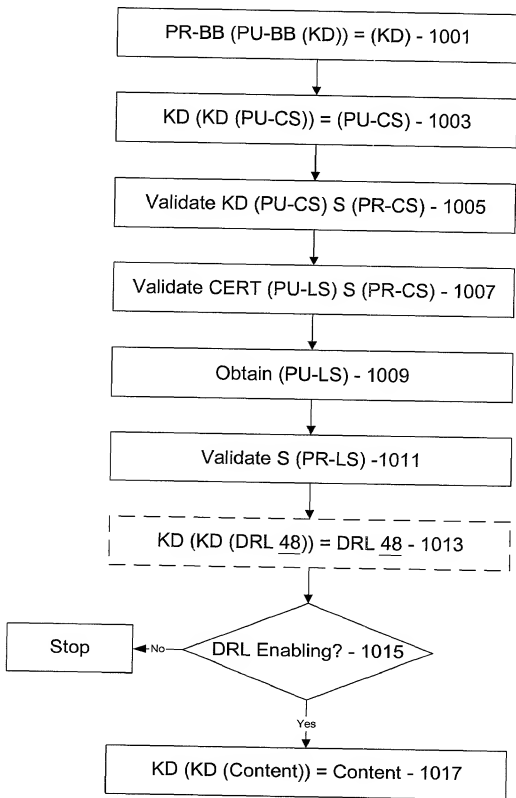 PR-BB (PU-BB (KD)) = (KD) - 1001
KD (KD (PU-CS)) = (PU-CS) - 1003
Validate KD (PU-CS) S (PR-CS) - 1005
Validate CERT (PU-LS) S (PR-CS) - 1007
Obtain (PU-LS) - 1009
Validate S (PR-LS) -1011
KD (KD (DRL 48)) = DRL 48 - 1013
DRL Enabling? - 1015
No
Stop
Yes
KD (KD (Content)) = Content - 1017